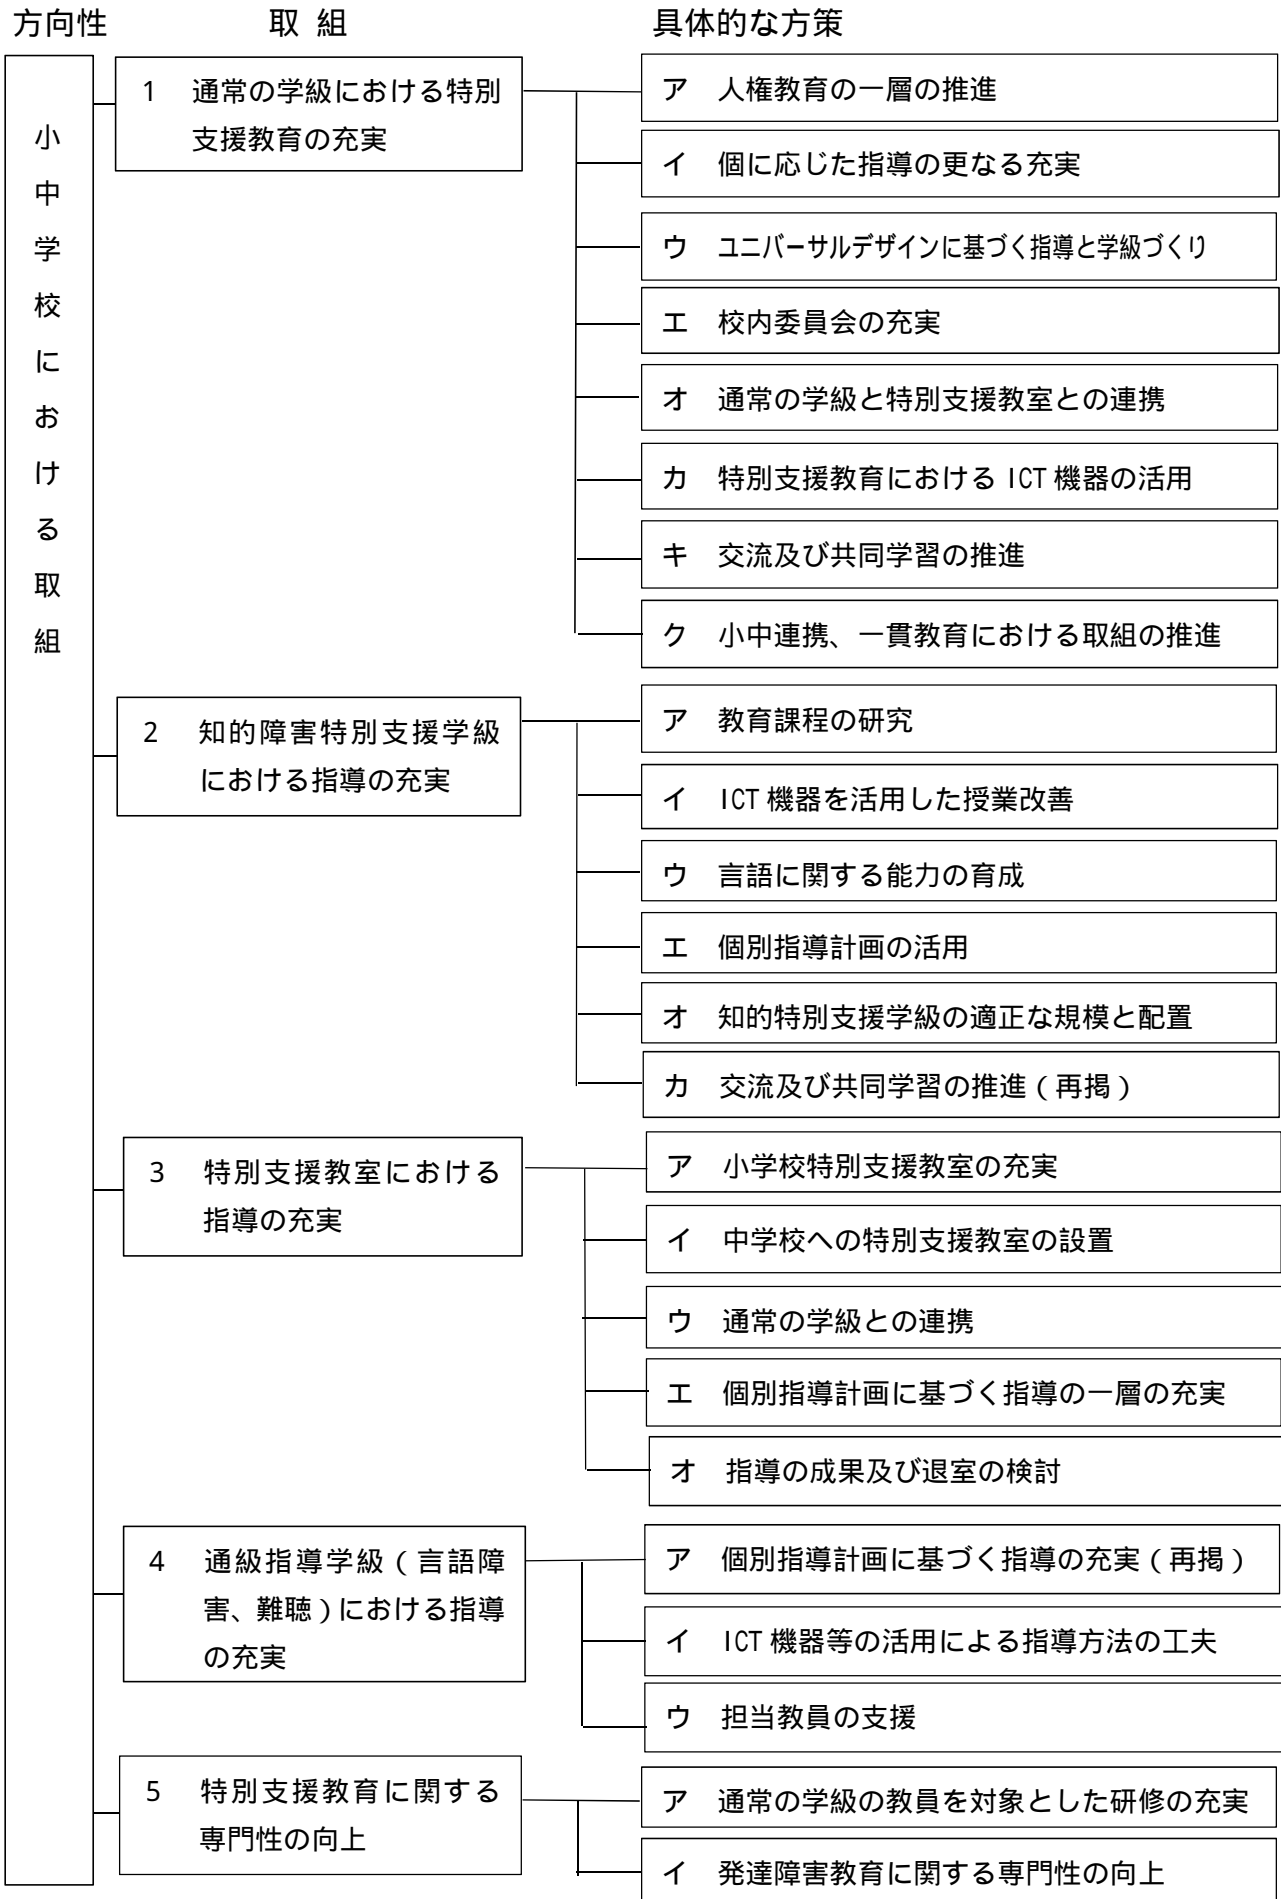 方向性 取 組 具体的な方策
小中学校における取組
1 通常の学級における特別
支援教育の充実
ア 人権教育の一層の推進
イ 個に応じた指導の更なる充実
ウ ユニバーサルデザインに基づく指導と学級づくり
エ 校内委員会の充実
オ 通常の学級と特別支援教室との連携
カ 特別支援教育における ICT 機器の活用
キ 交流及び共同学習の推進
ク 小中連携、一貫教育における取組の推進
2 知的障害特別支援学級
における指導の充実
ア 教育課程の研究
イ ICT 機器を活用した授業改善
ウ 言語に関する能力の育成
エ 個別指導計画の活用
オ 知的特別支援学級の適正な規模と配置
カ 交流及び共同学習の推進(再掲)
3 特別支援教室における
指導の充実
ア 小学校特別支援教室の充実
イ 中学校への特別支援教室の設置
ウ 通常の学級との連携
エ 個別指導計画に基づく指導の一層の充実
オ 指導の成果及び退室の検討
4 通級指導学級(言語障
害、難聴)における指導
の充実
ア 個別指導計画に基づく指導の充実(再掲)
イ ICT 機器等の活用による指導方法の工夫
ウ 担当教員の支援
5 特別支援教育に関する
専門性の向上
ア 通常の学級の教員を対象とした研修の充実
イ 発達障害教育に関する専門性の向上